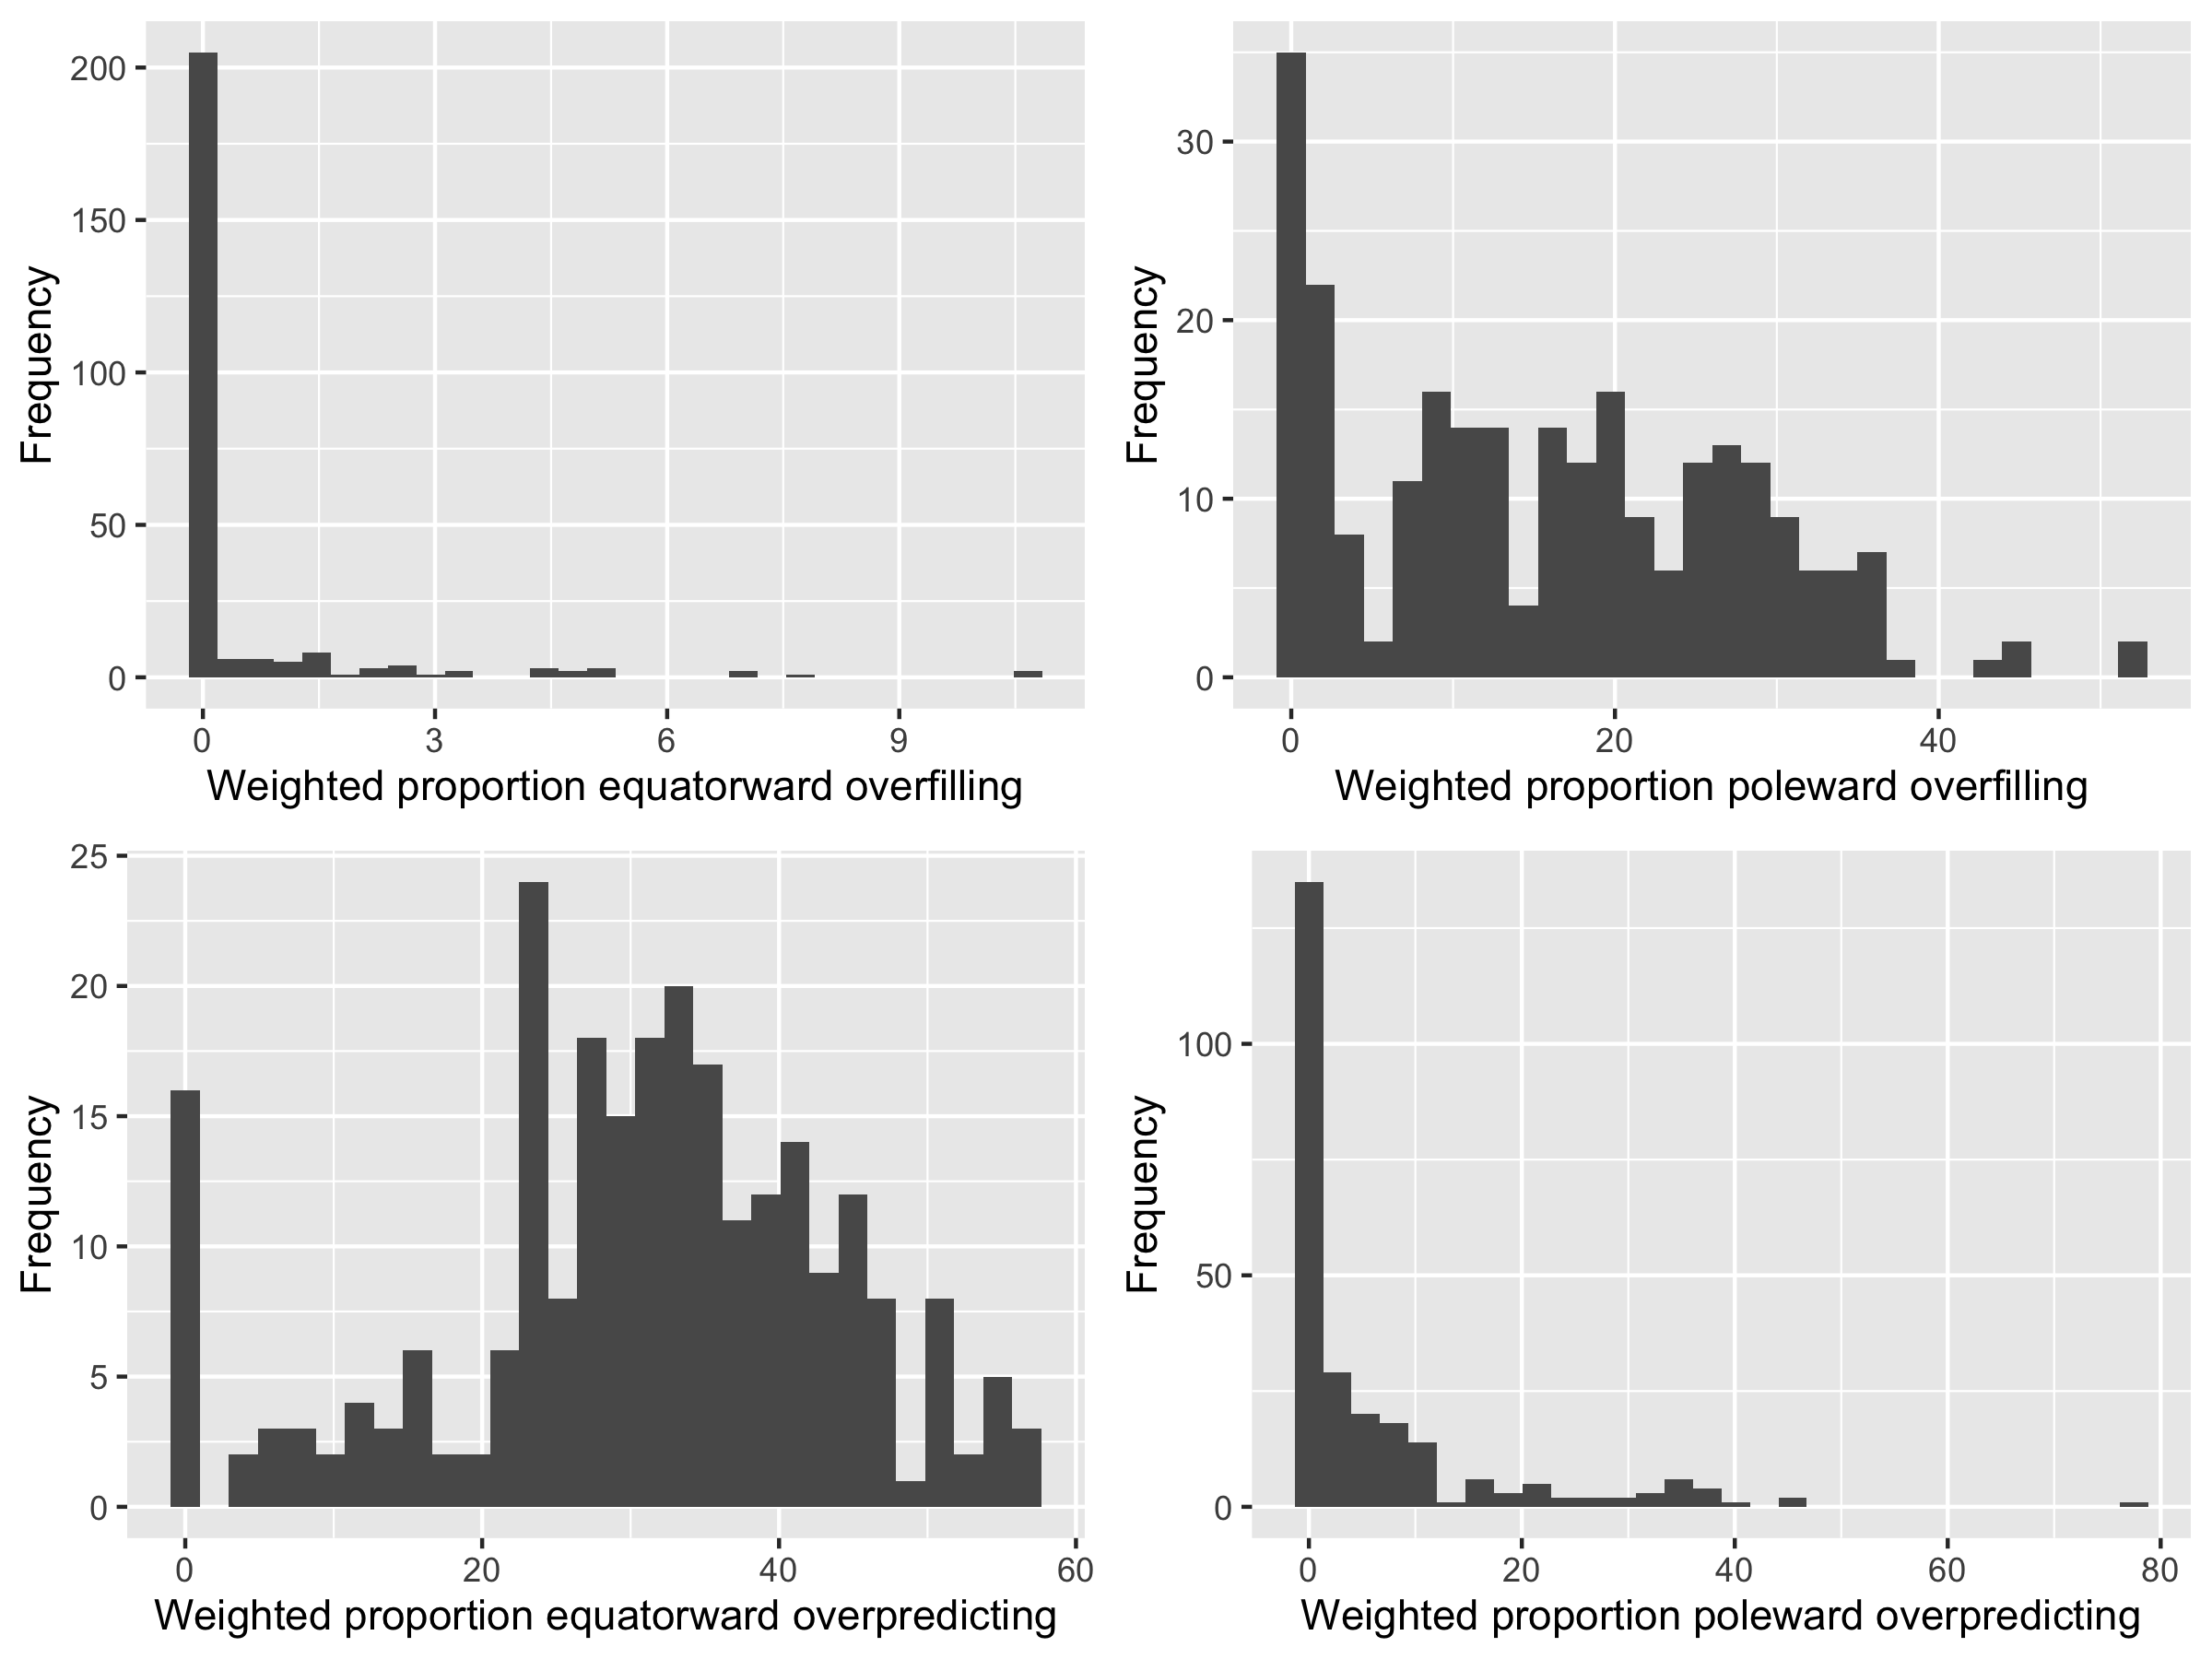 200
150
100
50
0
Frequency
0 3 6 9
Weighted proportion equatorward overfilling
30
20
10
0
Frequency
0 20 40
Weighted proportion poleward overfilling
25
20
15
10
5
0
Frequency
0 20 40 60
Weighted proportion equatorward overpredicting
100
50
0
Frequency
0 20 40 60 80
Weighted proportion poleward overpredicting